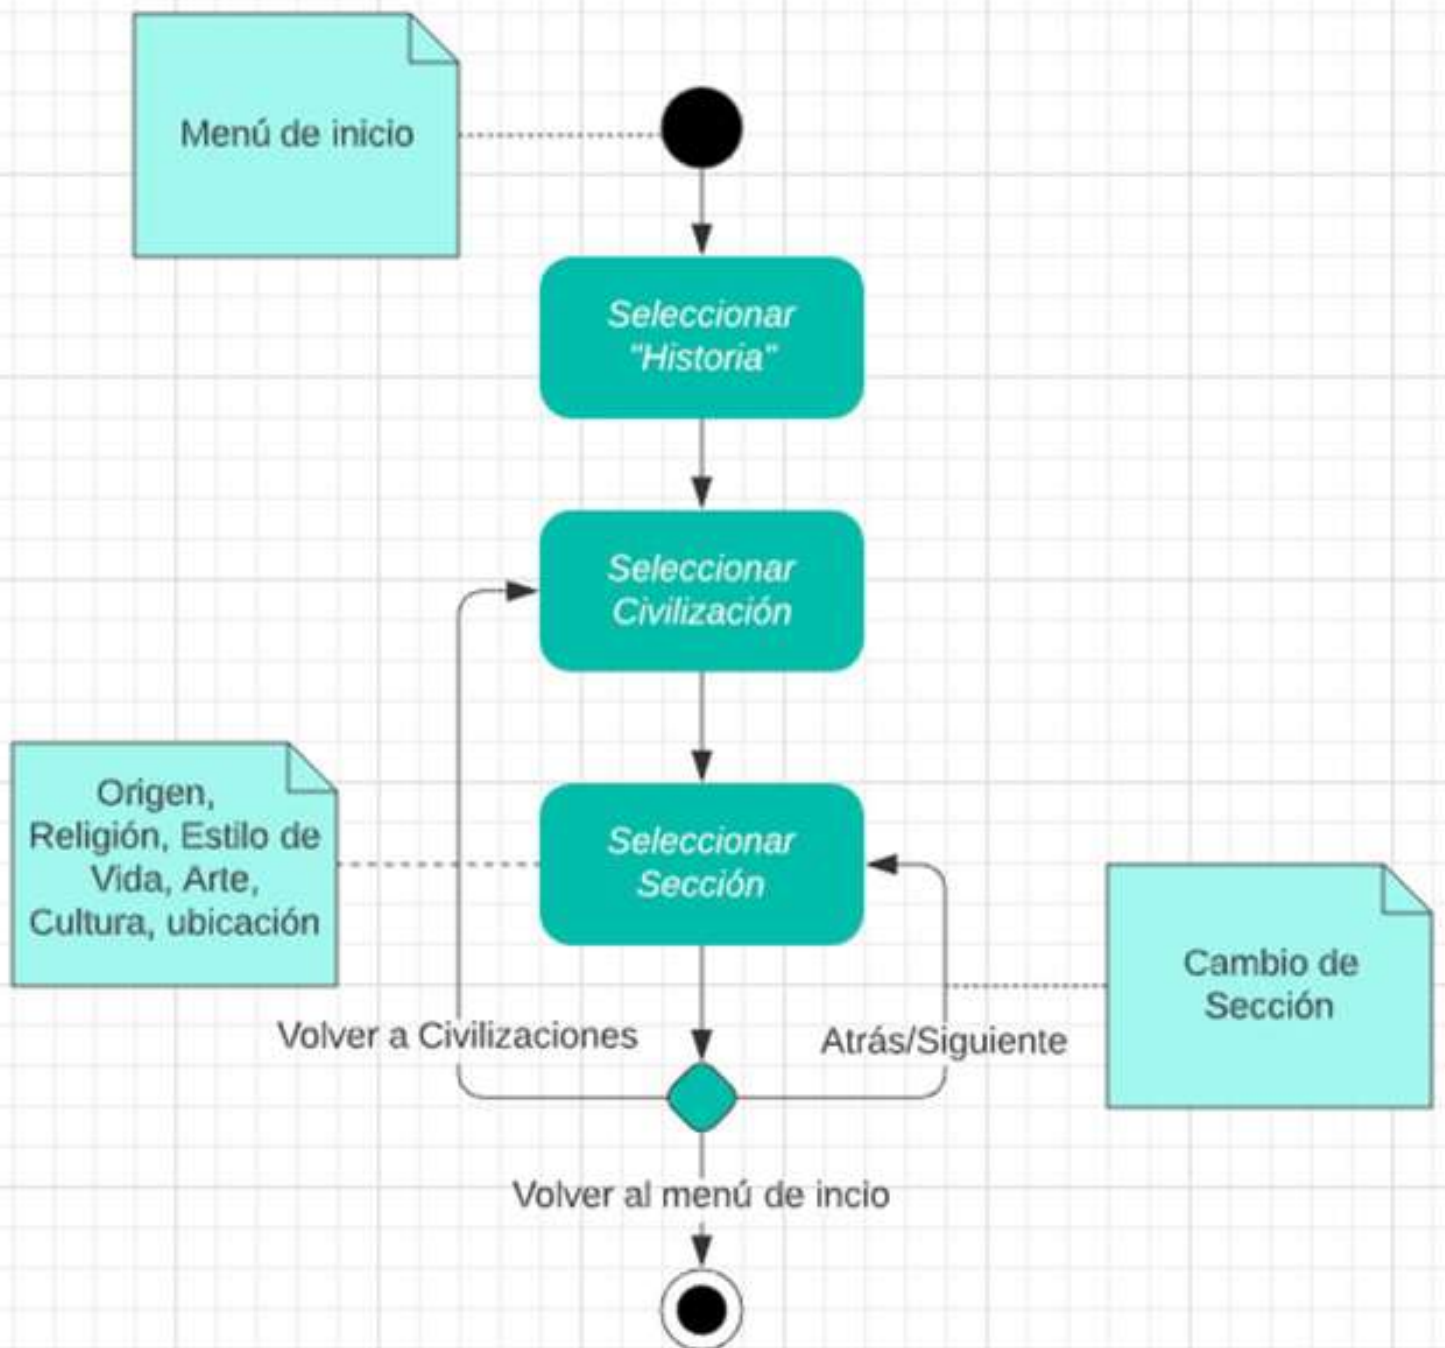 Menú de inicio
Seleccionar
"Historia"
Seleccionar
Civilización
Origen,
Religión, Estilo de
Vida, Arte,
Cultura, ubicación
Seleccionar
Sección
Cambio de
Sección
Volver a Civilizaciones
Atrás/Siguiente
Volver al menú de incio